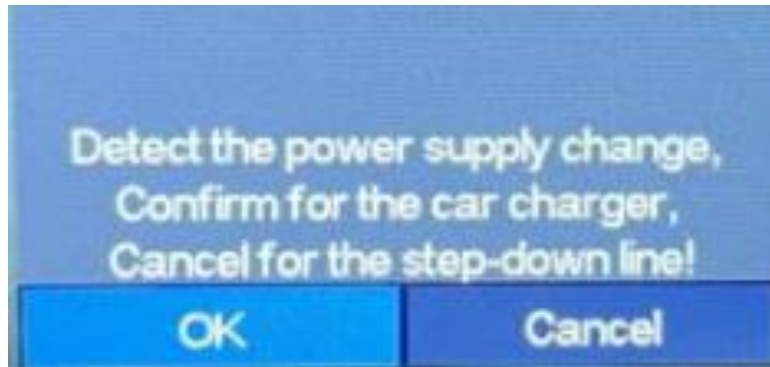 Detect the power supply change,
Confirm for the car charger,
Cancel for the step-down line!
OK
Cancel